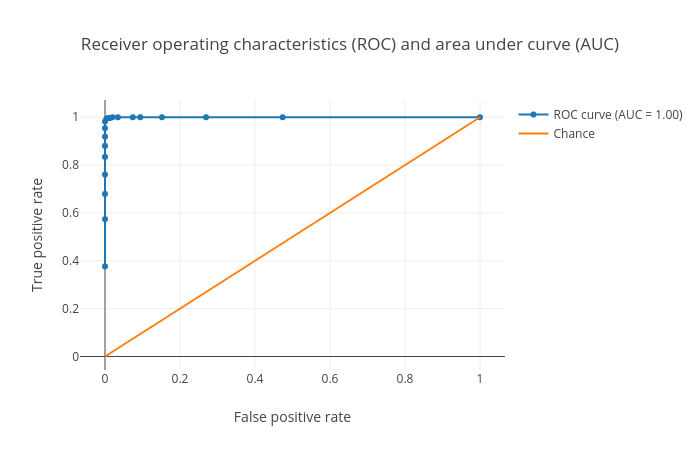 Receiver operating characteristics (ROC) and area under curve (AUC)
ROC curve (AUC = 1.00)
Chance
True positive rate
1
0.8
0.6
0.4
0.2
0
0 0.2 0.4 0.6 0.8 1
False positive rate